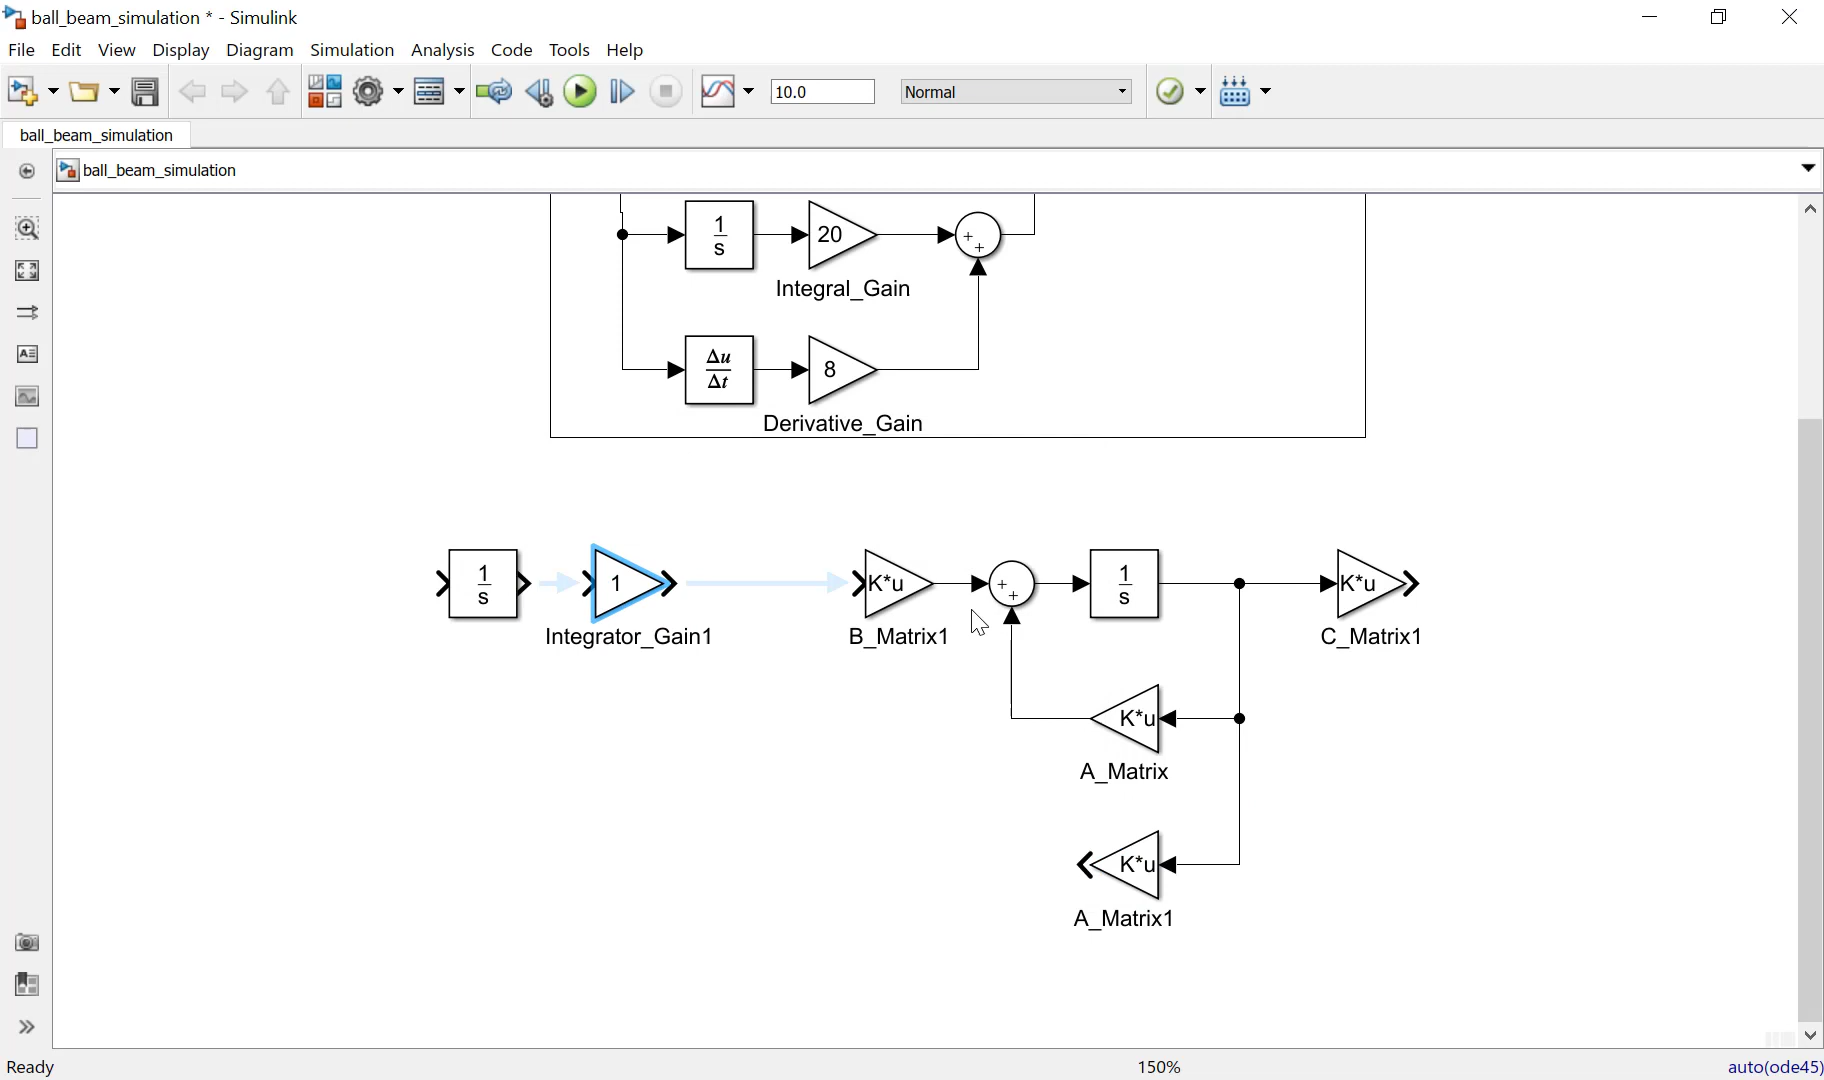 ball_beam_simulation * - Simulink
File Edit View Display Diagram Simulation Analysis Code Tools Help
10.0 Normal
ball_beam_simulation
ball_beam_simulation
1
s
20
+
+
Integral_Gain
Δu
Δt
8
Derivative_Gain
1
s
1
K*u
+
+
1
s
K*u
Integrator_Gain1 B_Matrix1 C_Matrix1
K*u
A_Matrix
K*u
A_Matrix1
Ready 150% auto(ode45)